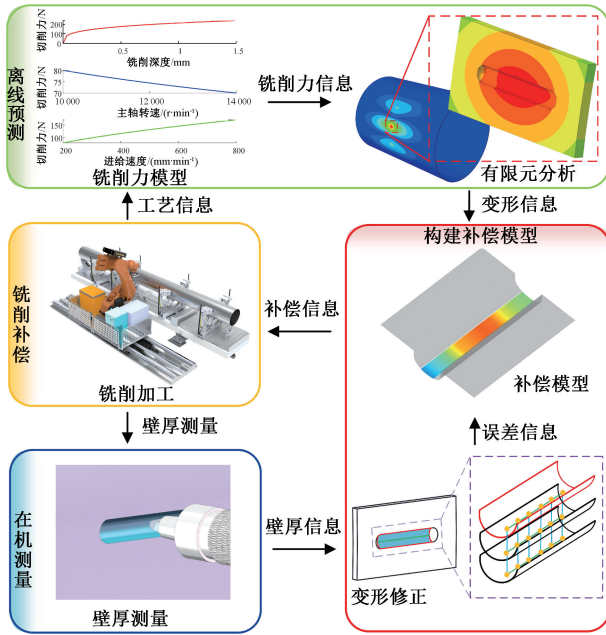 离线预测
切削力/N
200
100
0
0.5
1
1.5
铣削深度/mm
切削力/N
80
75
70
10 000
12 000
14 000
主轴转速/(r·min-1)
切削力/N
150
100
200
400
600
800
进给速度/(mm·min-1)
铣削力模型
铣削力信息
有限元分析
工艺信息
变形信息
铣削补偿
铣削加工
补偿信息
构建补偿模型
补偿模型
壁厚测量
误差信息
在机测量
壁厚测量
壁厚信息
变形修正